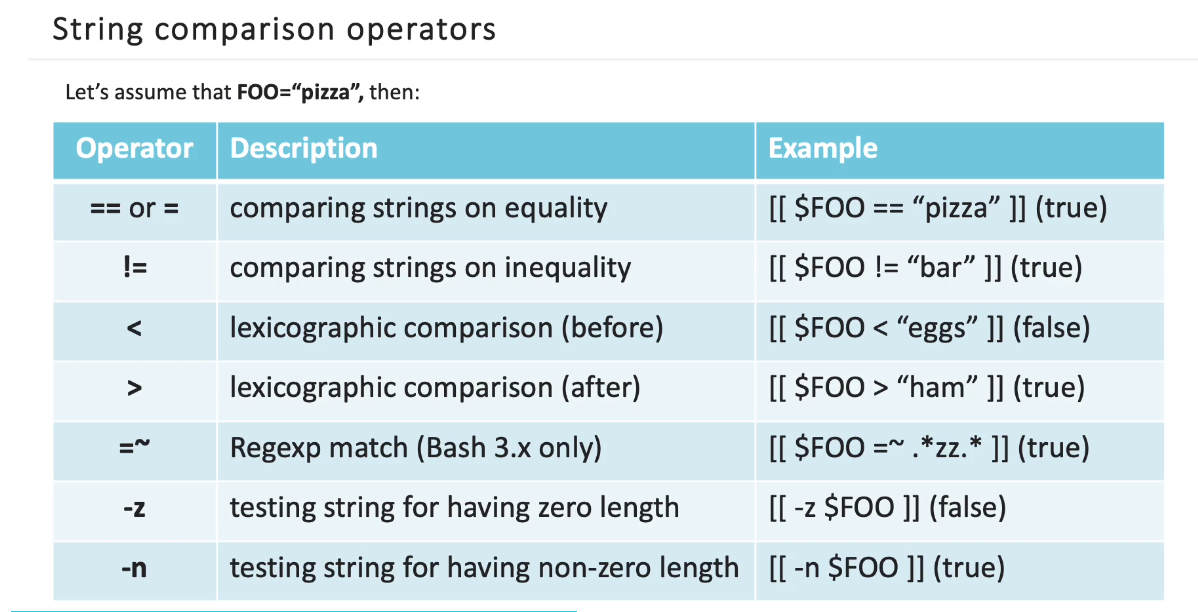 String comparison operators
Let’s assume that FOO=“pizza”, then:
Operator Description Example
== or = comparing strings on equality [[ $FOO == “pizza” ]] (true)
!= comparing strings on inequality [[ $FOO != “bar” ]] (true)
< lexicographic comparison (before) [[ $FOO < “eggs” ]] (false)
> lexicographic comparison (after) [[ $FOO > “ham” ]] (true)
=~ Regexp match (Bash 3.x only) [[ $FOO =~ .*zz.* ]] (true)
-z testing string for having zero length [[ -z $FOO ]] (false)
-n testing string for having non-zero length [[ -n $FOO ]] (true)